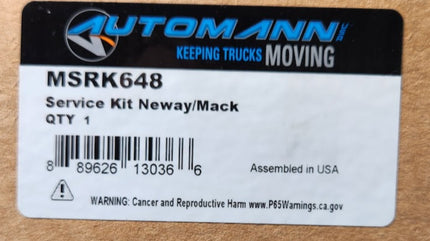 AUTOMANN INC.
KEEPING TRUCKS MOVING
MSRK648
Service Kit Neway/Mack
QTY 1
8 89626 13036 6
Assembled in USA
WARNING: Cancer and Reproductive Harm www.P65Warnings.ca.gov